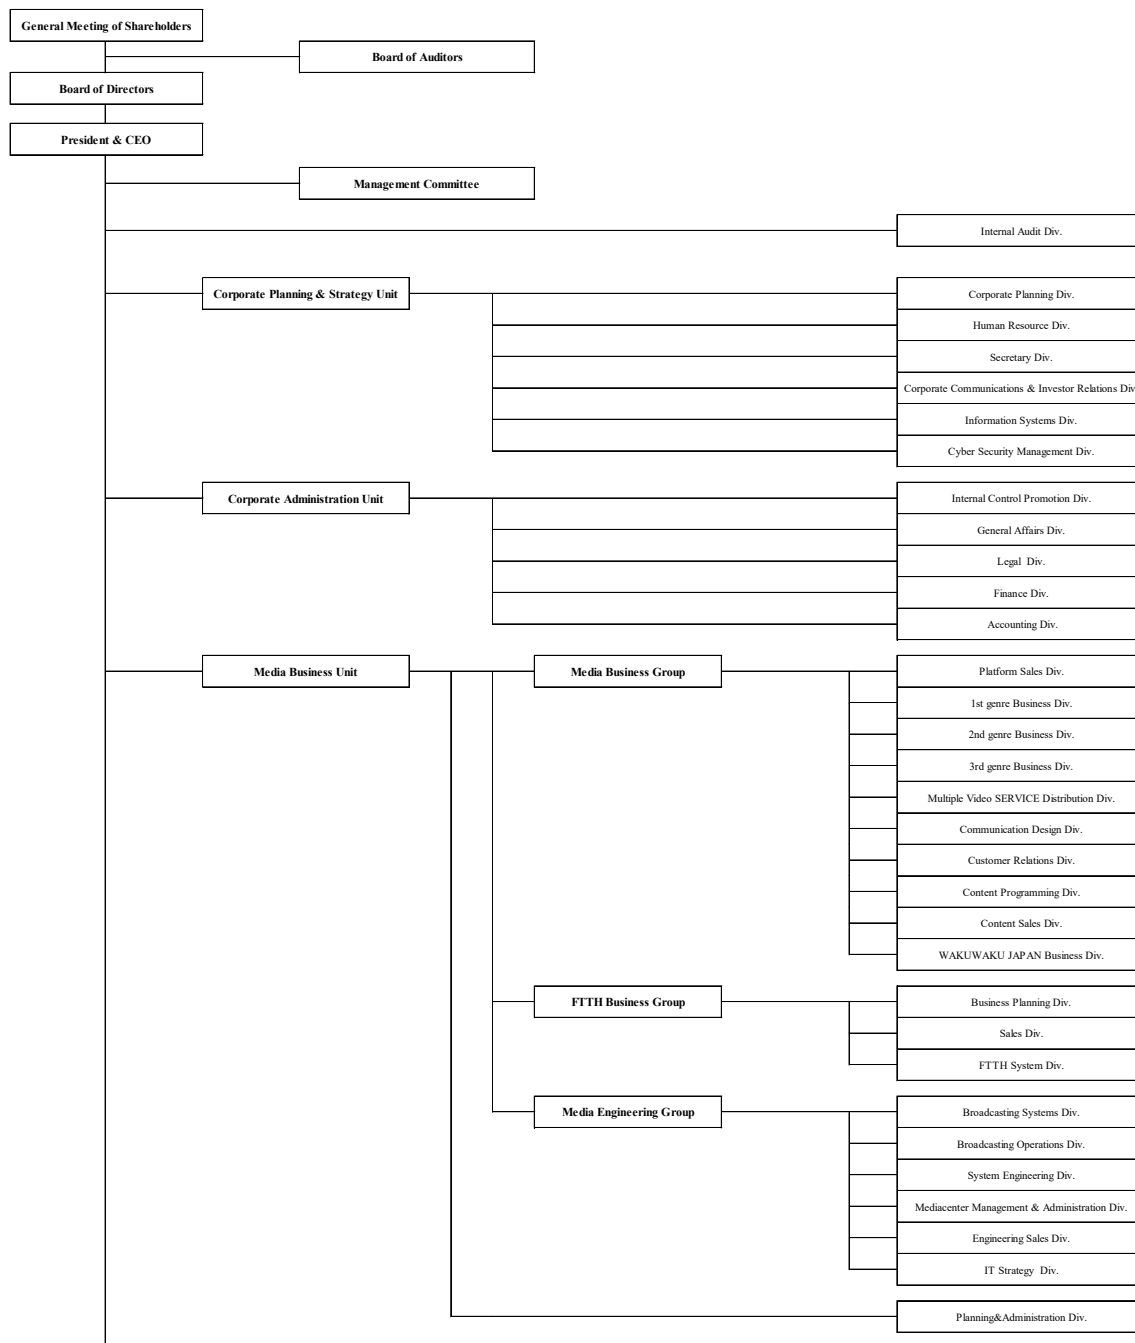 General Meeting of Shareholders
Board of Auditors
Board of Directors
President & CEO
Management Committee
Internal Audit Div.
Corporate Planning & Strategy Unit
Corporate Planning Div.
Human Resource Div.
Secretary Div.
Corporate Communications & Investor Relations Div
Information Systems Div.
Cyber Security Management Div.
Corporate Administration Unit
Internal Control Promotion Div.
General Affairs Div.
Legal Div.
Finance Div.
Accounting Div.
Media Business Unit
Media Business Group
Platform Sales Div.
1st genre Business Div.
2nd genre Business Div.
3rd genre Business Div.
Multiple Video SERVICE Distribution Div.
Communication Design Div.
Customer Relations Div.
Content Programming Div.
Content Sales Div.
WAKUWAKU JAPAN Business Div.
FTTH Business Group
Business Planning Div.
Sales Div.
FTTH System Div.
Media Engineering Group
Broadcasting Systems Div.
Broadcasting Operations Div.
System Engineering Div.
Mediacenter Management & Administration Div.
Engineering Sales Div.
IT Strategy Div.
Planning&Administration Div.